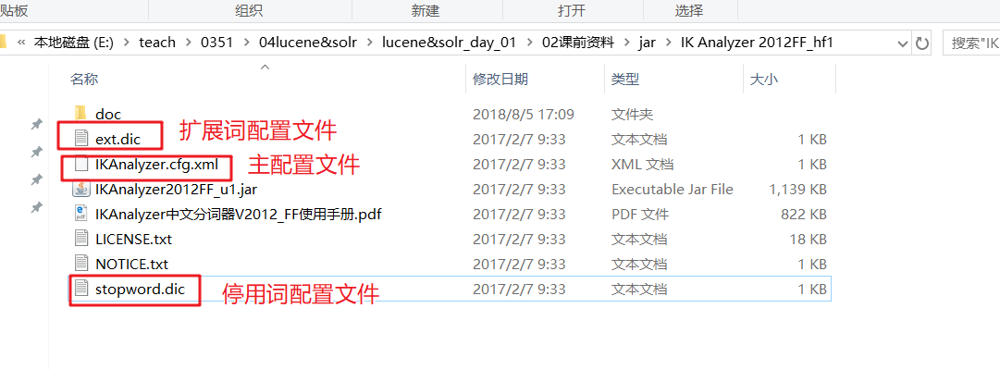 贴板 组织 新建 打开 选择
« 本地磁盘 (E:) > teach > 0351 > 04lucene&solr > lucene&solr_day_01 > 02课前资料 > jar > IK Analyzer 2012FF_hf1 搜索"IK
名称 修改日期 类型 大小
doc 2018/8/5 17:09 文件夹
ext.dic 扩展词配置文件 2017/2/7 9:33 文本文档 1 KB
IKAnalyzer.cfg.xml 主配置文件 2017/2/7 9:33 XML 文档 1 KB
IKAnalyzer2012FF_u1.jar 2017/2/7 9:33 Executable Jar File 1,139 KB
IKAnalyzer中文分词器V2012_FF使用手册.pdf 2017/2/7 9:33 PDF 文件 822 KB
LICENSE.txt 2017/2/7 9:33 文本文档 18 KB
NOTICE.txt 2017/2/7 9:33 文本文档 1 KB
stopword.dic 停用词配置文件 2017/2/7 9:33 文本文档 1 KB